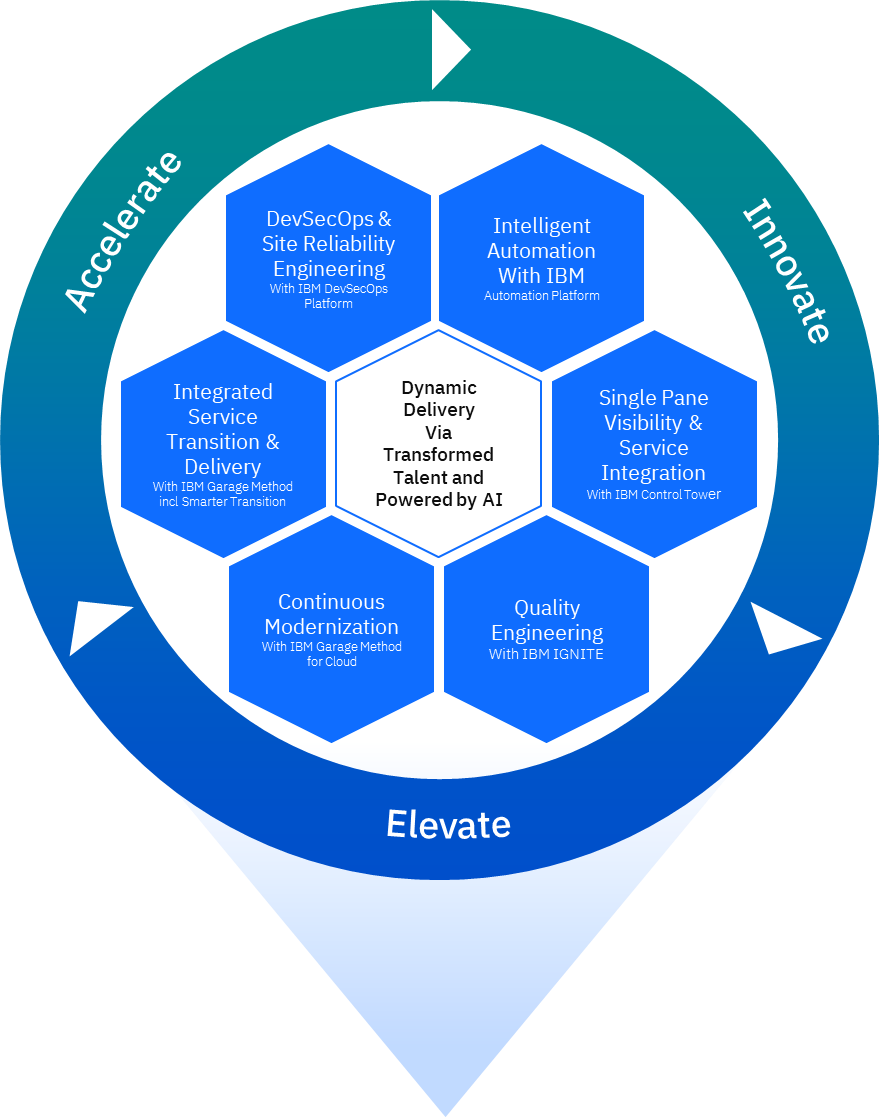 Accelerate
Innovate
DevSecOps &
Site Reliability
Engineering
With IBM DevSecOps
Platform
Intelligent
Automation
With IBM
Automation Platform
Integrated
Service
Transition &
Delivery
With IBM Garage Method
incl Smarter Transition
Dynamic
Delivery
Via
Transformed
Talent and
Powered by AI
Single Pane
Visibility &
Service
Integration
With IBM Control Tower
Continuous
Modernization
With IBM Garage Method
for Cloud
Quality
Engineering
With IBM IGNITE
Elevate